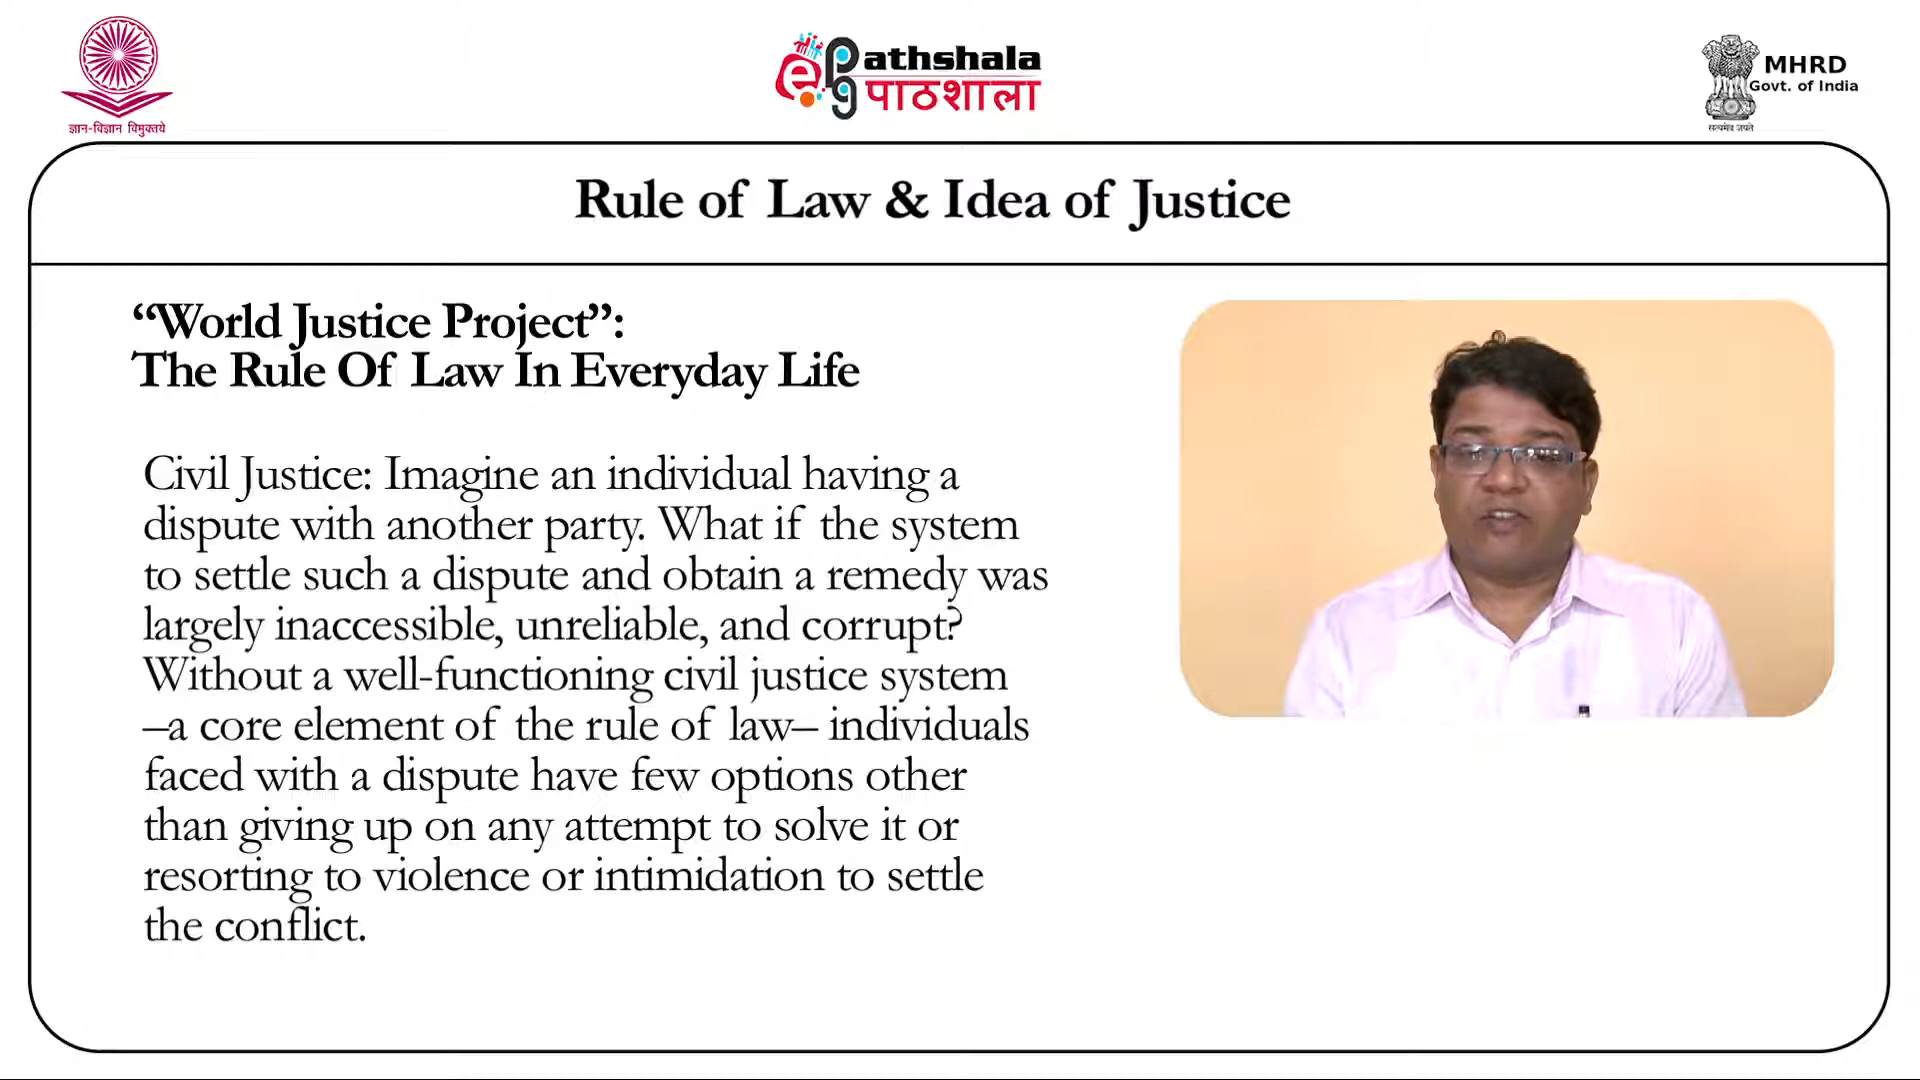 ज्ञान-विज्ञान विमुक्तये
ePathshala
पाठशाला
MHRD
Govt. of India
सत्यमेव जयते
Rule of Law & Idea of Justice
“World Justice Project”:
The Rule Of Law In Everyday Life
Civil Justice: Imagine an individual having a
dispute with another party. What if the system
to settle such a dispute and obtain a remedy was
largely inaccessible, unreliable, and corrupt?
Without a well-functioning civil justice system
–a core element of the rule of law– individuals
faced with a dispute have few options other
than giving up on any attempt to solve it or
resorting to violence or intimidation to settle
the conflict.